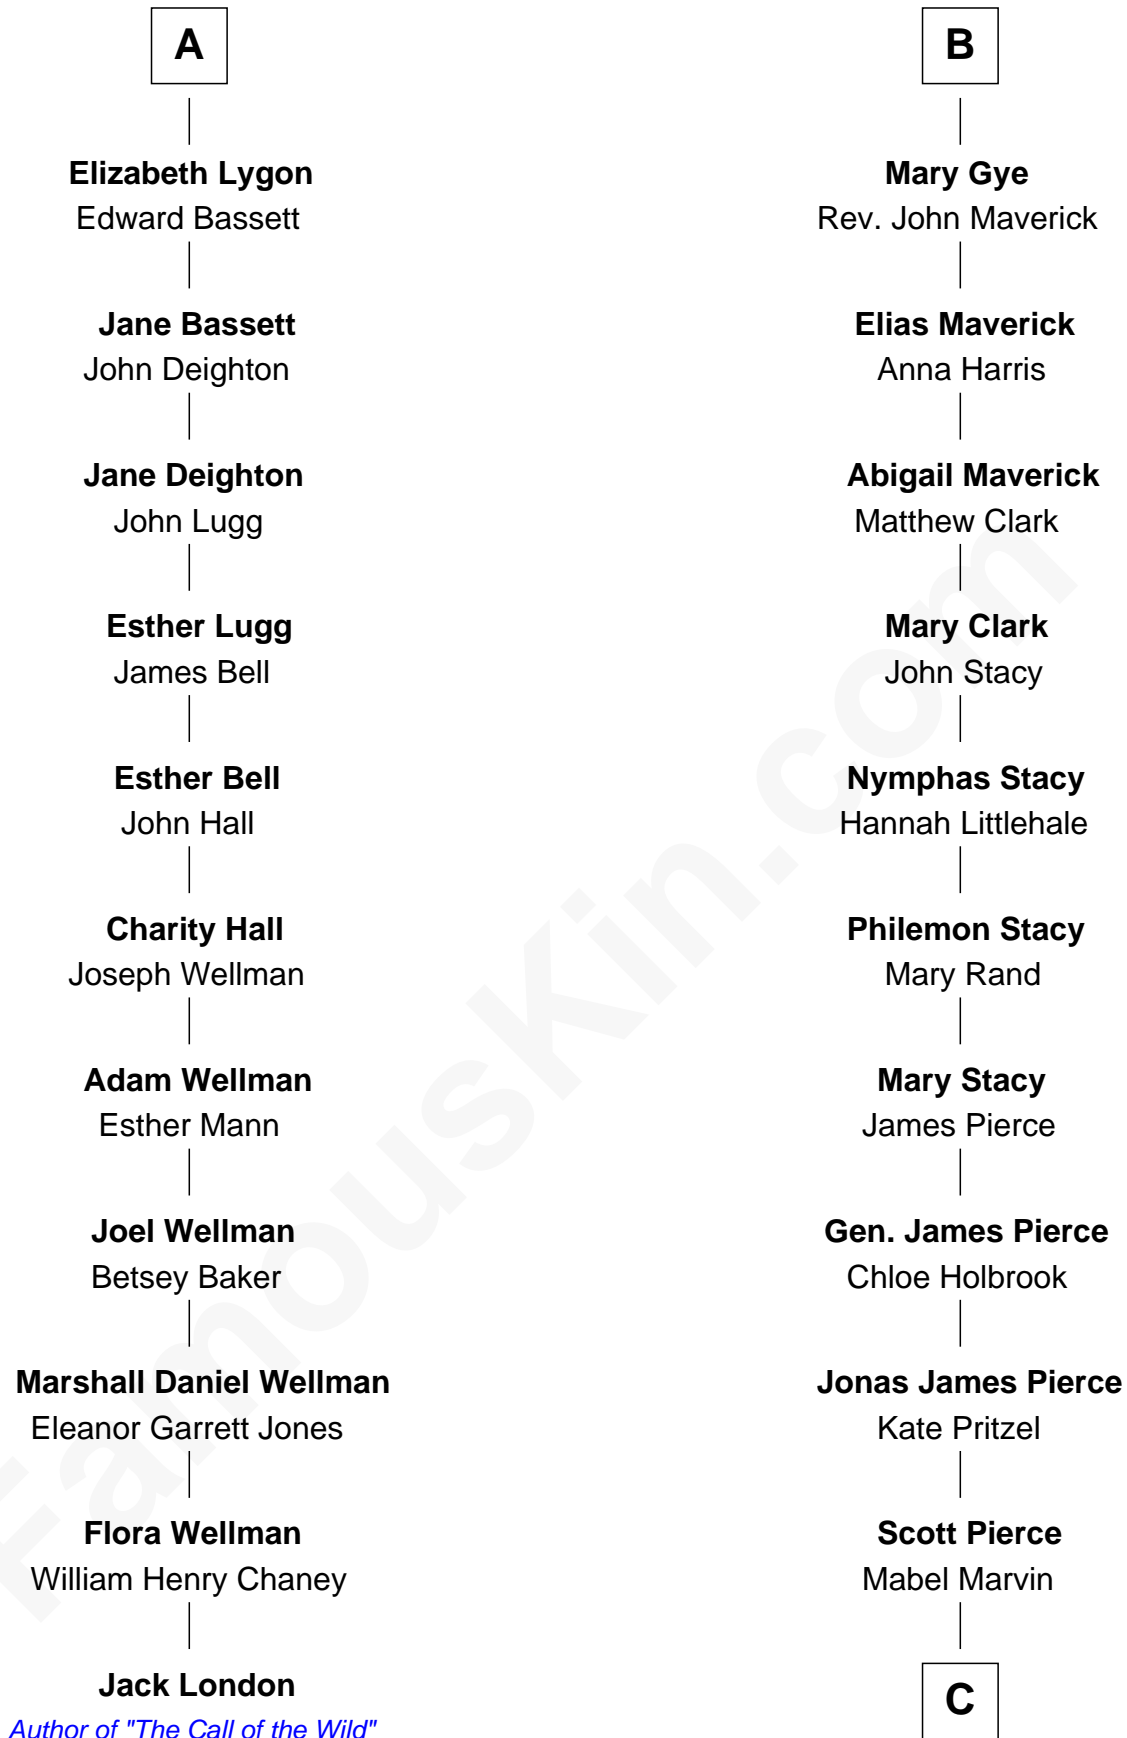 A
Elizabeth Lygon
Edward Bassett
Jane Bassett
John Deighton
Jane Deighton
John Lugg
Esther Lugg
James Bell
Esther Bell
John Hall
Charity Hall
Joseph Wellman
Adam Wellman
Esther Mann
Joel Wellman
Betsey Baker
Marshall Daniel Wellman
Eleanor Garrett Jones
Flora Wellman
William Henry Chaney
Jack London
Author of "The Call of the Wild"
B
Mary Gye
Rev. John Maverick
Elias Maverick
Anna Harris
Abigail Maverick
Matthew Clark
Mary Clark
John Stacy
Nymphas Stacy
Hannah Littlehale
Philemon Stacy
Mary Rand
Mary Stacy
James Pierce
Gen. James Pierce
Chloe Holbrook
Jonas James Pierce
Kate Pritzel
Scott Pierce
Mabel Marvin
C
FamousKin.com